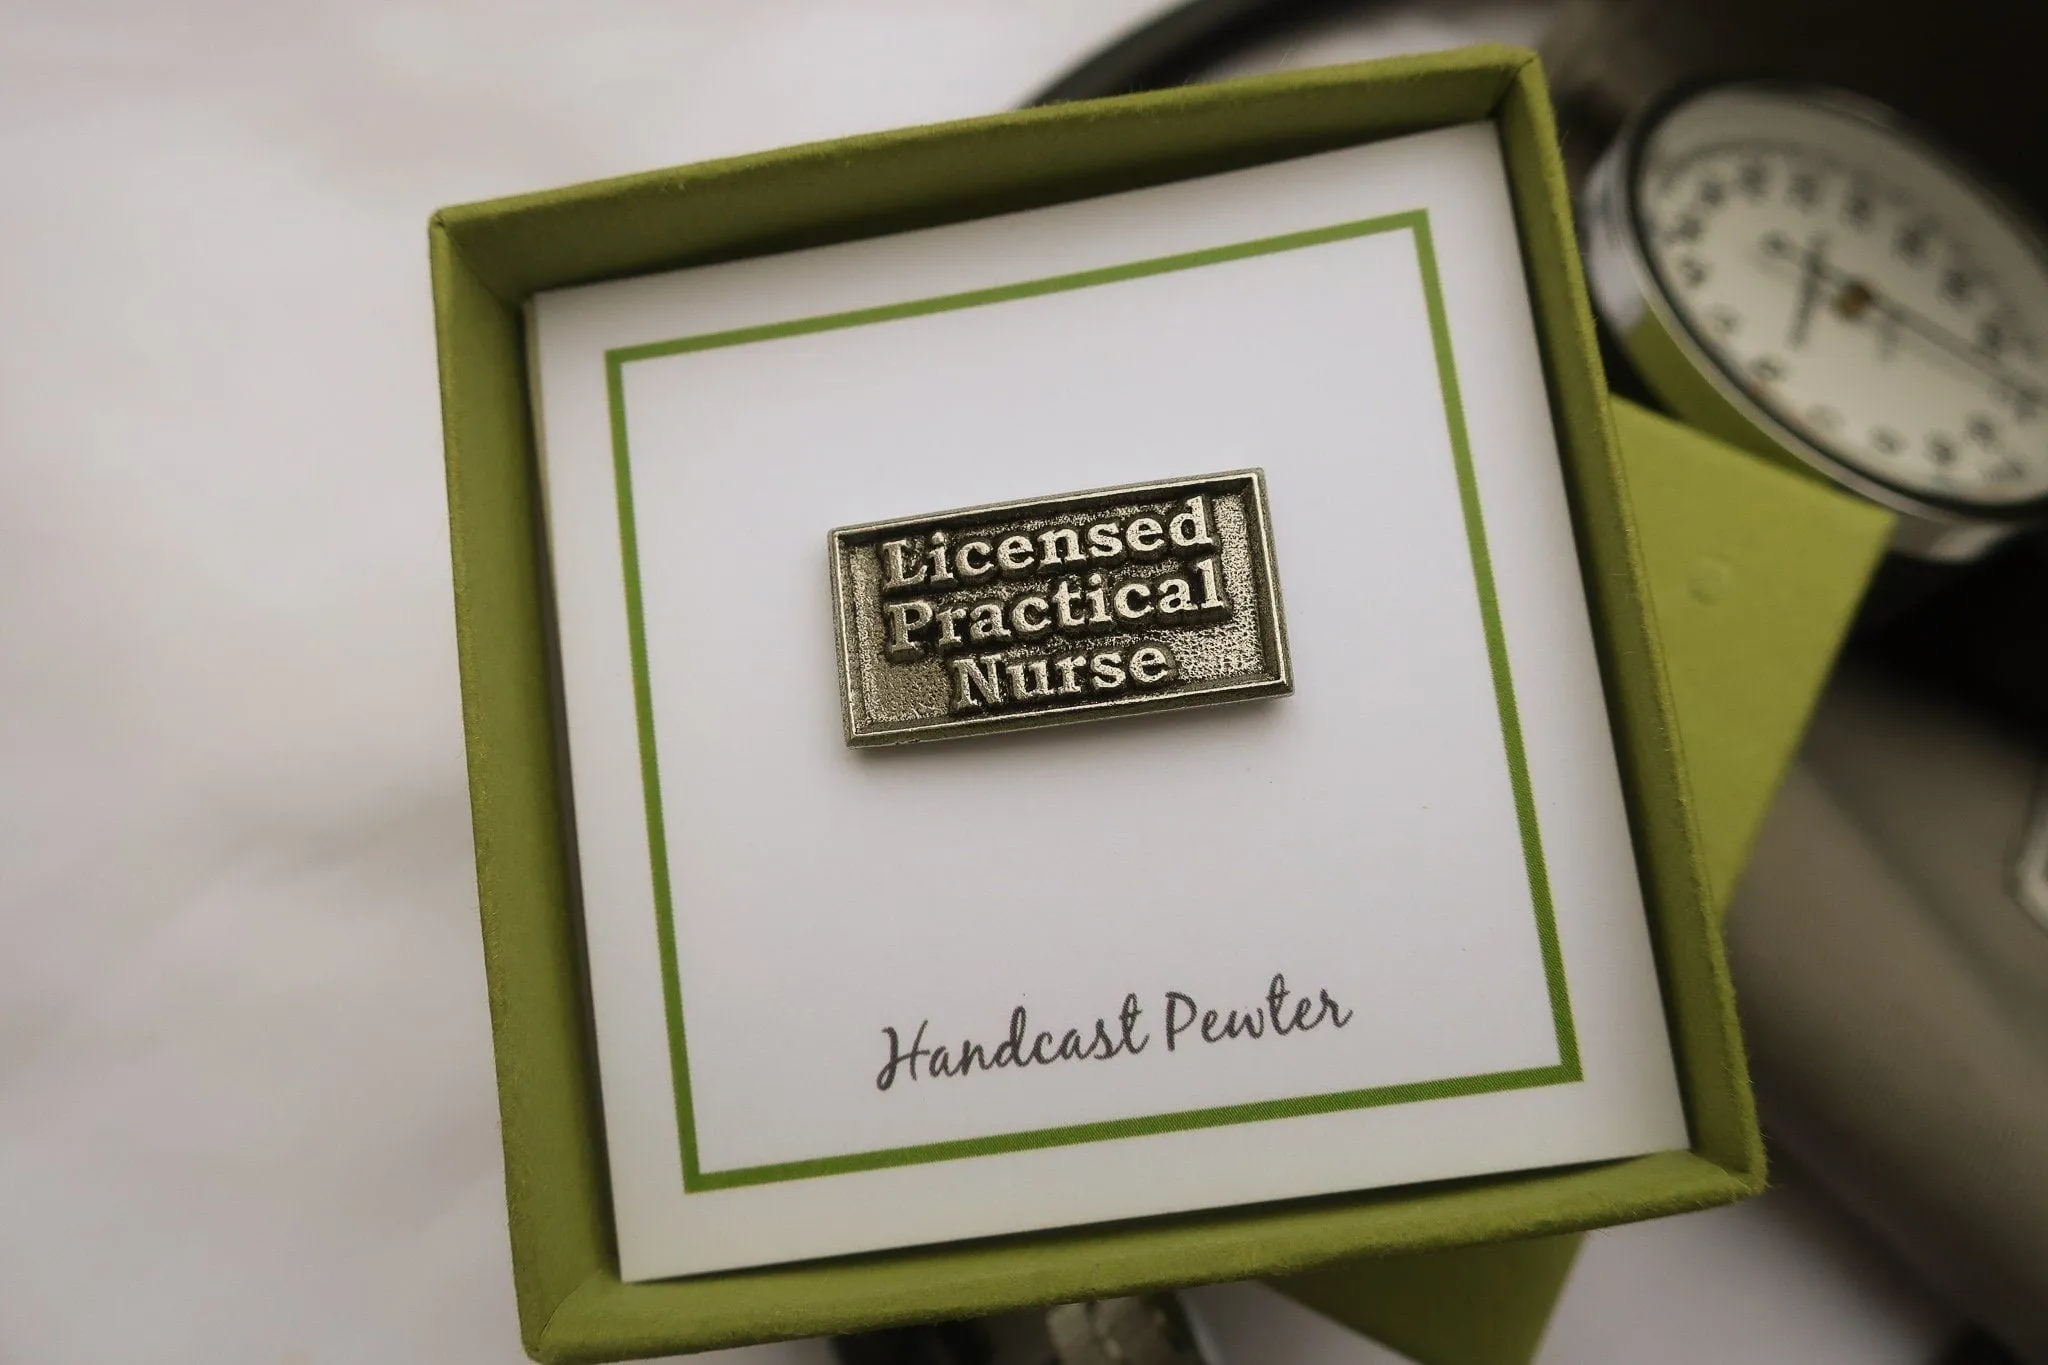 Licensed
Practical
Nurse
Handcast Pewter